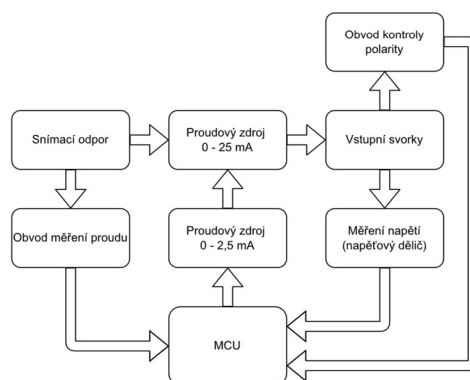 Obvod kontroly
polarity
Snímací odpor
Proudový zdroj
0 - 25 mA
Vstupní svorky
Obvod měření proudu
Proudový zdroj
0 - 2,5 mA
Měření napětí
(napěťový dělič)
MCU